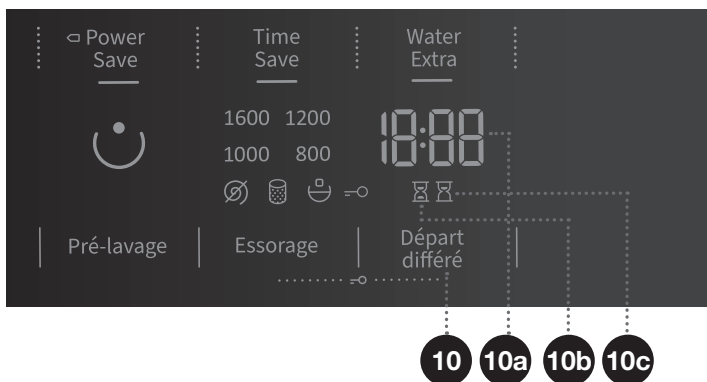 Power
Save
Time
Save
Water
Extra
1600 1200
1000 800
18:88
Pré-lavage
Essorage
Départ
différé
10 10a 10b 10c